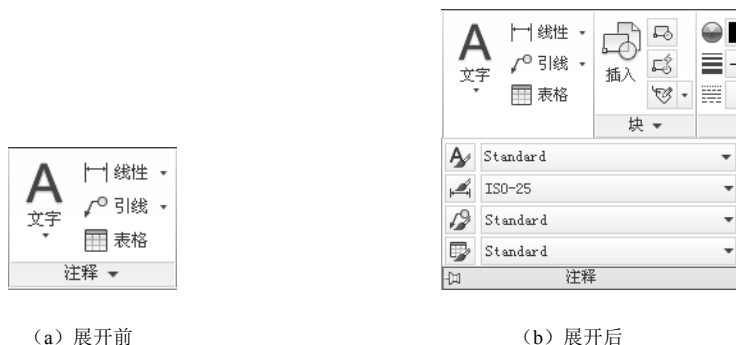 A
文字
线性
引线
表格
注释
(a)展开前
A
文字
线性
引线
表格
插入
块
Standard
ISO-25
Standard
Standard
注释
(b)展开后